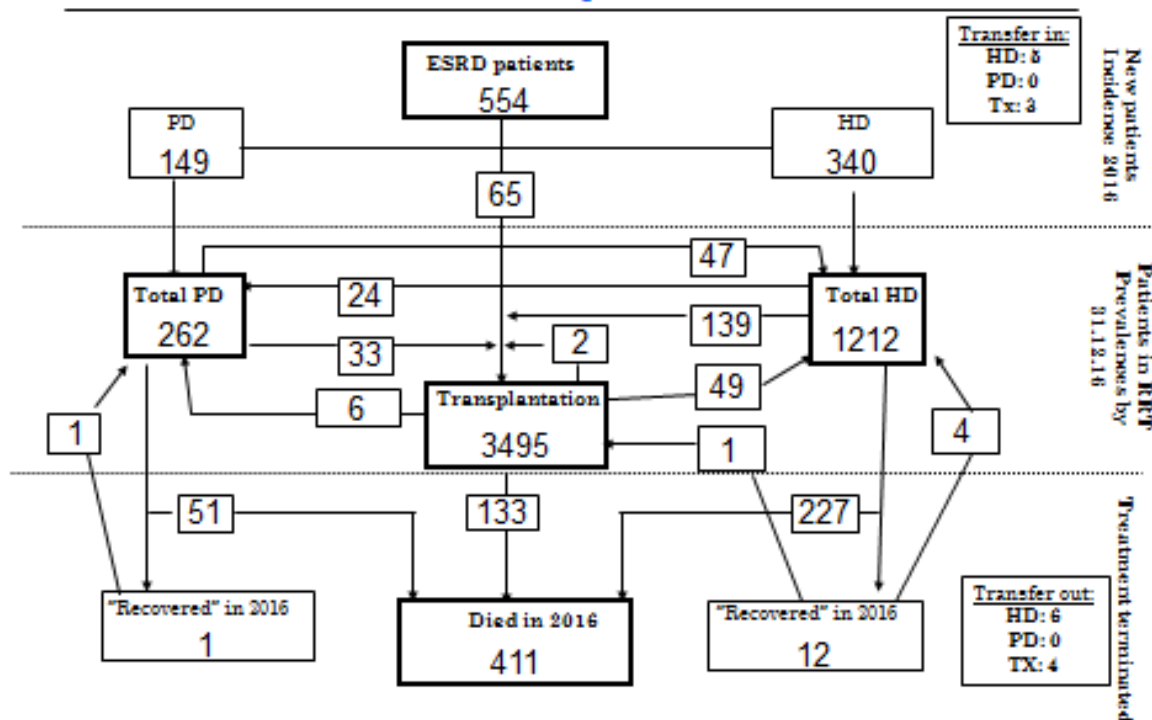 ESRD patients
554
Transfer in:
HD: 5
PD: 0
Tx: 3
New patients
Incidence 2016
PD
149
HD
340
65
47
Total PD
262
24
Total HD
1212
139
33
2
Patients in RRT
Prevalences by
31.12.16
49
6
Transplantation
3495
1
1
4
51
133
227
Treatment terminated
"Recovered" in 2016
1
Died in 2016
411
"Recovered" in 2016
12
Transfer out:
HD: 6
PD: 0
TX: 4